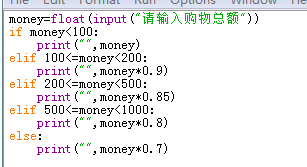 File Edit Format Run Options Window Help
money=float(input("请输入购物总额"))
if money<100:
    print("",money)
elif 100<=money<200:
    print("",money*0.9)
elif 200<=money<500:
    print("",money*0.85)
elif 500<=money<1000:
    print("",money*0.8)
else:
    print("",money*0.7)